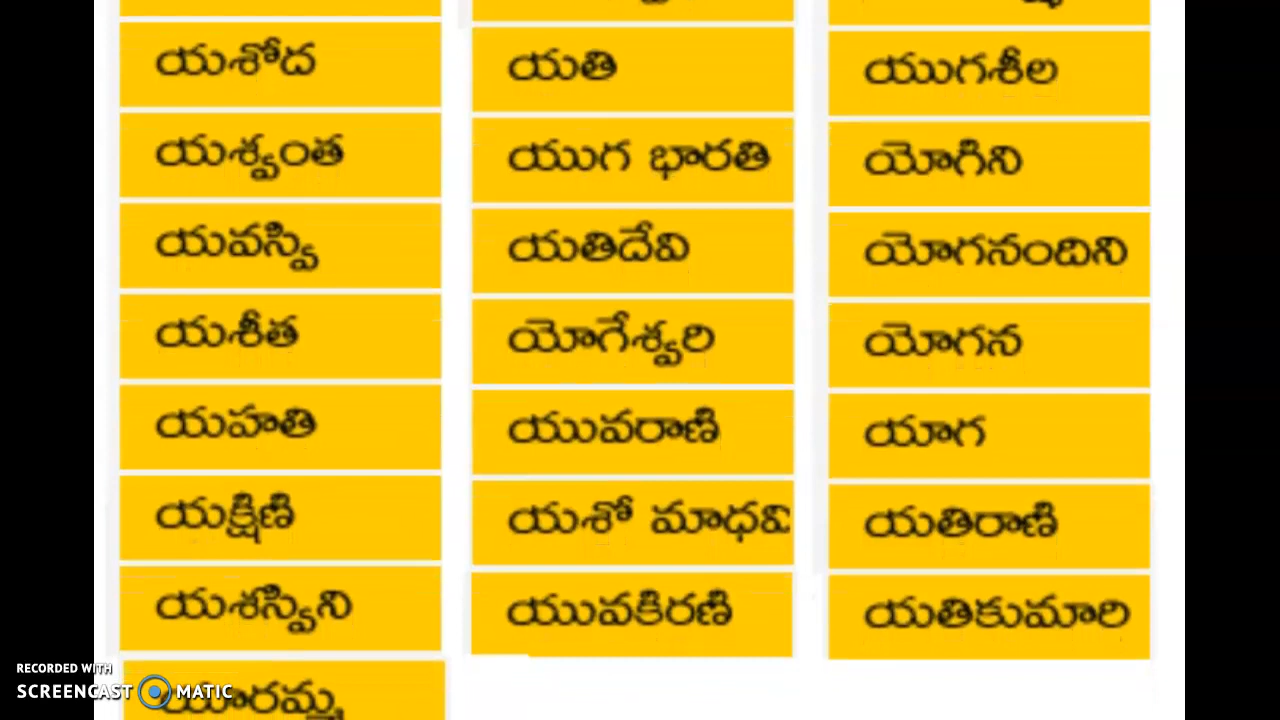 యశోద
యశ్వంత
యవస్వి
యశీత
యహతి
యక్షిణి
యశస్విని
యతి
యుగ భారతి
యతిదేవి
యోగేశ్వరి
యువరాణి
యశో మాధవి
యువకిరణి
యుగశీల
యోగిని
యోగనందిని
యోగన
యాగ
యతిరాణి
యతికుమారి
RECORDED WITH
SCREENCAST MATIC